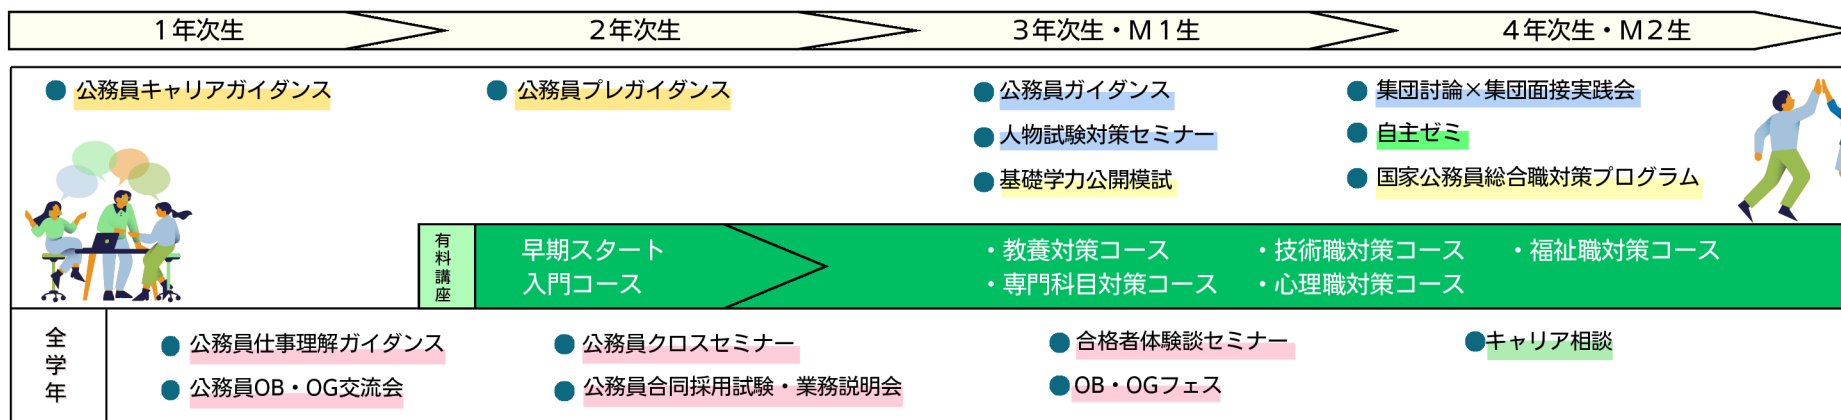 1年次生
2年次生
3年次生・M1生
4年次生・M2生
公務員キャリアガイダンス
公務員プレガイダンス
公務員ガイダンス
人物試験対策セミナー
基礎学力公開模試
集団討論×集団面接実践会
自主ゼミ
国家公務員総合職対策プログラム
有料講座
早期スタート
入門コース
・教養対策コース
・専門科目対策コース
・技術職対策コース
・心理職対策コース
・福祉職対策コース
全学年
公務員仕事理解ガイダンス
公務員OB・OG交流会
公務員クロスセミナー
公務員合同採用試験・業務説明会
合格者体験談セミナー
OB・OGフェス
キャリア相談